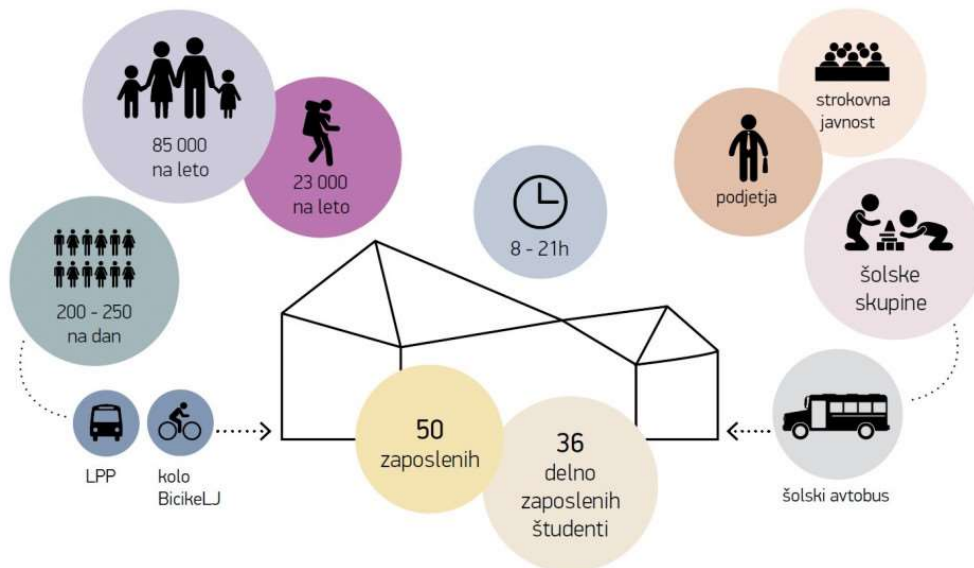 85 000
na leto
23 000
na leto
200 - 250
na dan
8 - 21h
strokovna
javnost
podjetja
šolske
skupine
LPP
kolo
BicikeLJ
50
zaposlenih
36
delno
zaposlenih
študenti
šolski avtobus